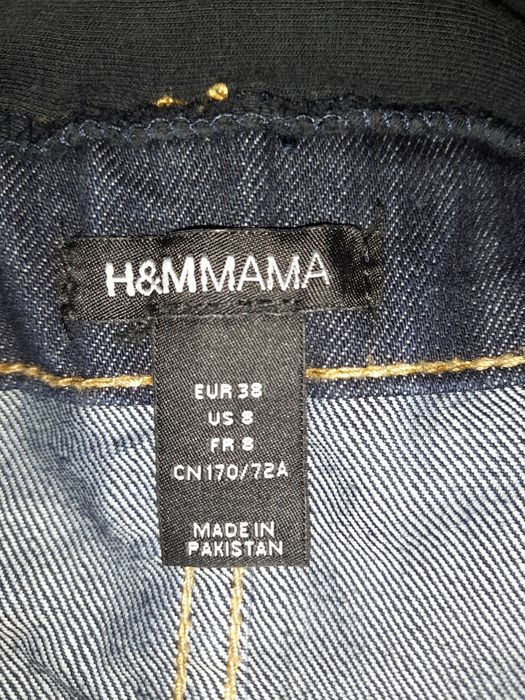 H&MMAMA
EUR 38
US 8
FR 8
CN170/72A
MADE IN
PAKISTAN